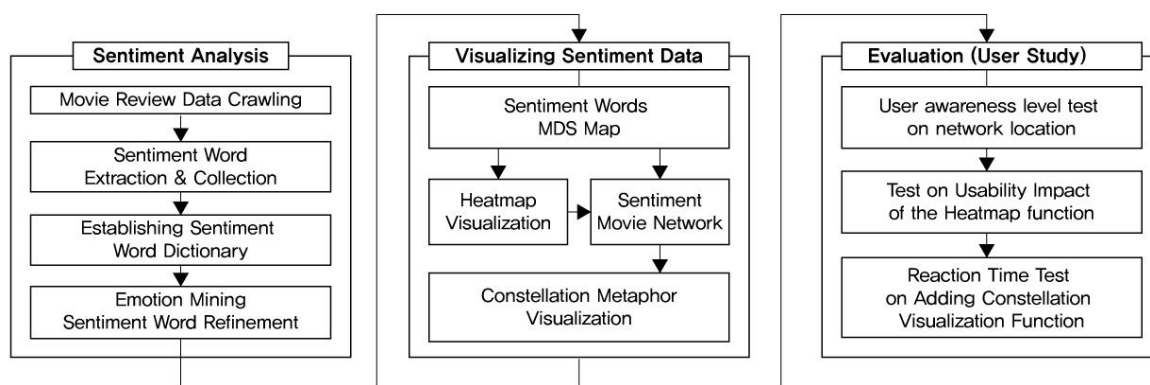 Sentiment Analysis
Movie Review Data Crawling
Sentiment Word
Extraction & Collection
Establishing Sentiment
Word Dictionary
Emotion Mining
Sentiment Word Refinement
Visualizing Sentiment Data
Sentiment Words
MDS Map
Heatmap
Visualization
Sentiment
Movie Network
Constellation Metaphor
Visualization
Evaluation (User Study)
User awareness level test
on network location
Test on Usability Impact
of the Heatmap function
Reaction Time Test
on Adding Constellation
Visualization Function